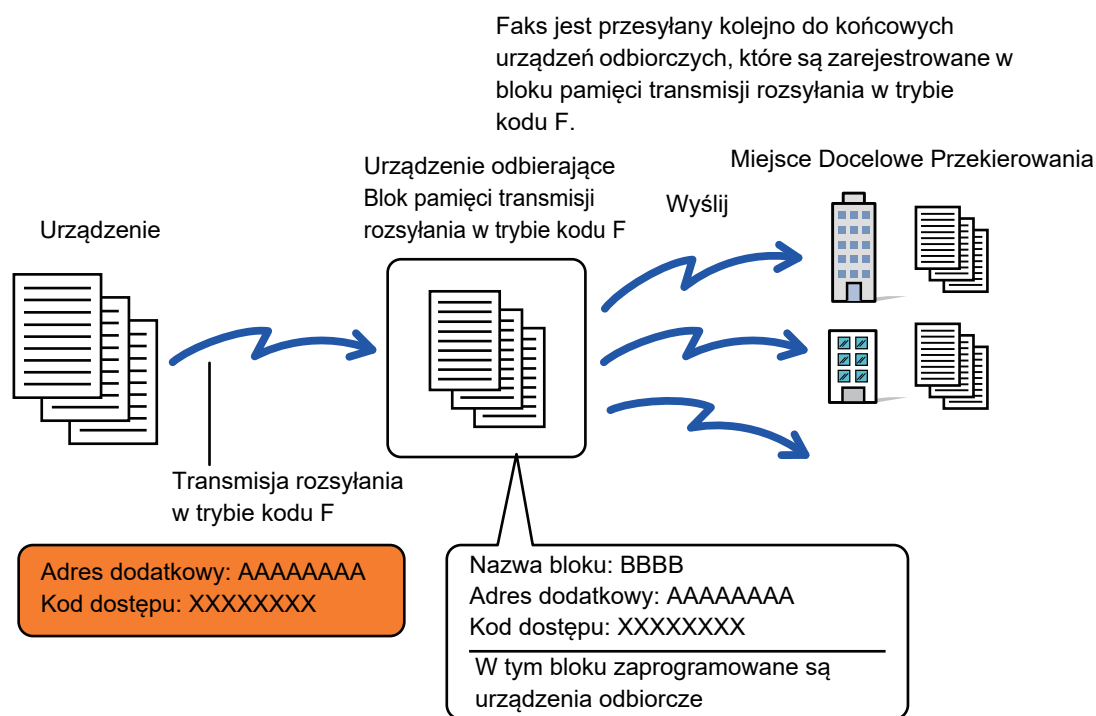 Faks jest przesyłany kolejno do końcowych
urządzeń odbiorczych, które są zarejestrowane w
bloku pamięci transmisji rozsyłania w trybie
kodu F.
Urządzenie
Urządzenie odbierające
Blok pamięci transmisji
rozsyłania w trybie kodu F
Wyślij
Miejsce Docelowe Przekierowania
Transmisja rozsyłania
w trybie kodu F
Adres dodatkowy: AAAAAAAA
Kod dostępu: XXXXXXXX
Nazwa bloku: BBBB
Adres dodatkowy: AAAAAAAA
Kod dostępu: XXXXXXXX
W tym bloku zaprogramowane są
urządzenia odbiorcze